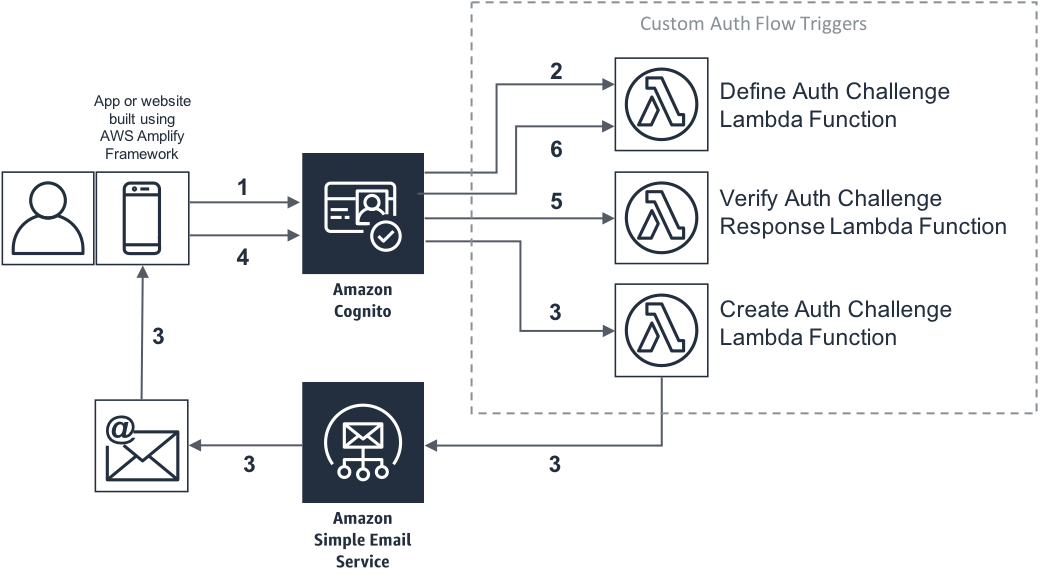 Custom Auth Flow Triggers
App or website
built using
AWS Amplify
Framework
1
4
Amazon
Cognito
2
6
5
3
Define Auth Challenge
Lambda Function
Verify Auth Challenge
Response Lambda Function
Create Auth Challenge
Lambda Function
3
@
3
3
Amazon
Simple Email
Service